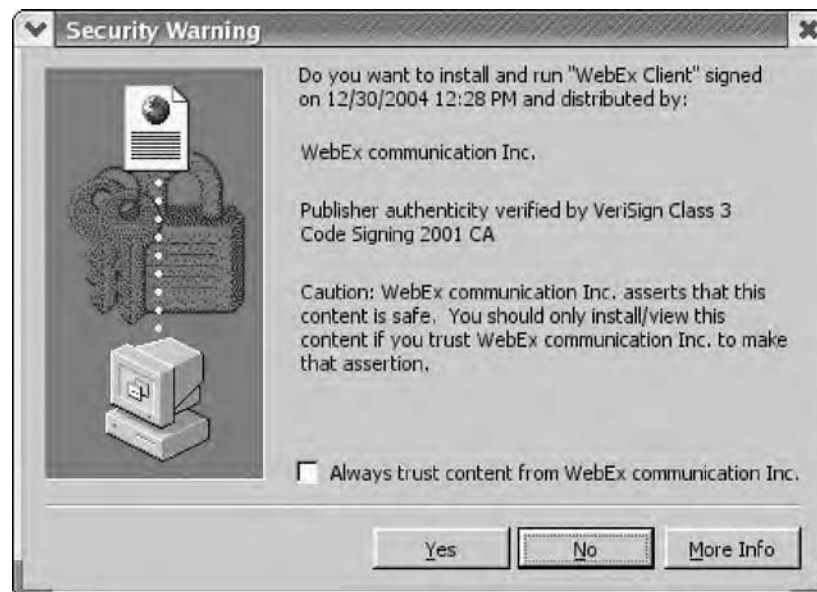 Security Warning
Do you want to install and run "WebEx Client" signed
on 12/30/2004 12:28 PM and distributed by:
WebEx communication Inc.
Publisher authenticity verified by VeriSign Class 3
Code Signing 2001 CA
Caution: WebEx communication Inc. asserts that this
content is safe. You should only install/view this
content if you trust WebEx communication Inc. to make
that assertion.
Always trust content from WebEx communication Inc.
Yes No More Info